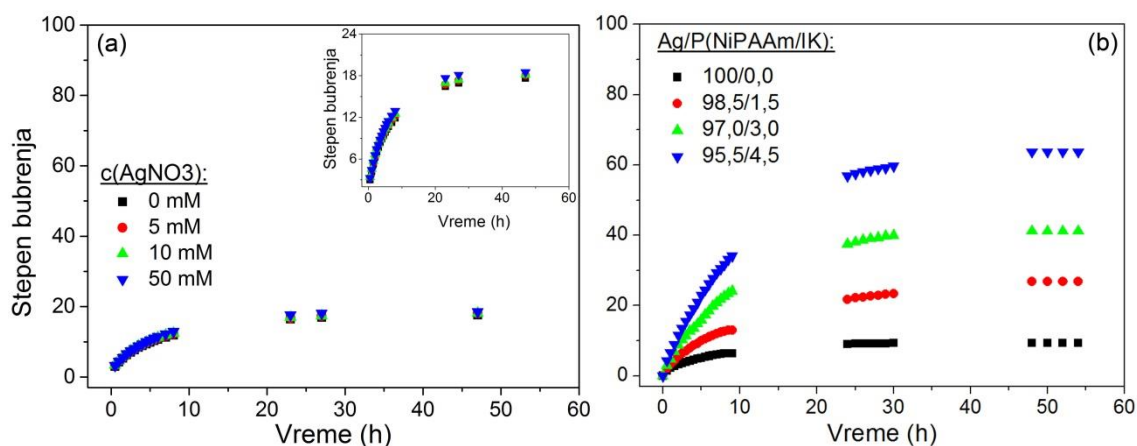 (a)
100
80
60
40
20
0
Stepen bubrenja
c(AgNO3):
0 mM
5 mM
10 mM
50 mM
0 10 20 30 40 50 60
Vreme (h)
24
18
12
6
Stepen bubrenja
0 20 40 60
Vreme (h)
(b)
Ag/P(NiPAAm/IK):
100/0,0
98,5/1,5
97,0/3,0
95,5/4,5
100
80
60
40
20
0
0 10 20 30 40 50 60
Vreme (h)